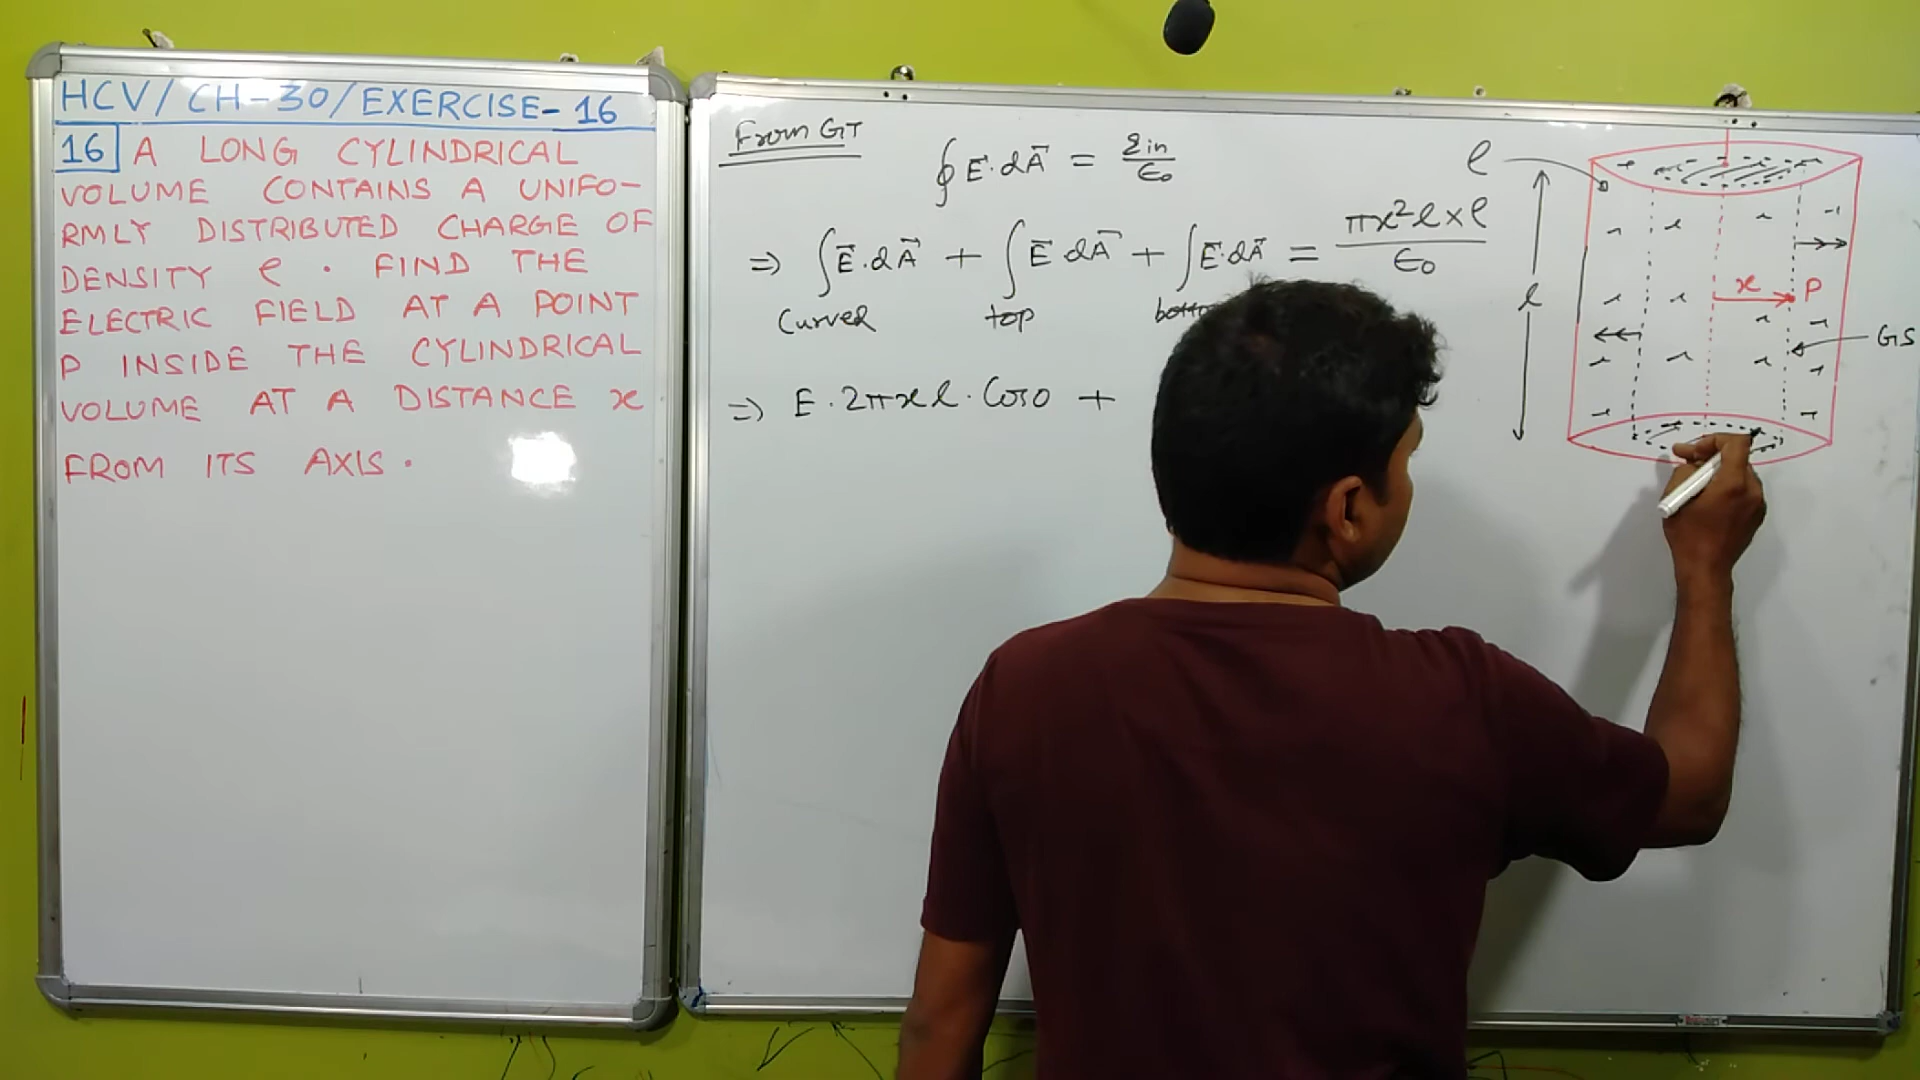 HCV/CH-30/EXERCISE-16
16 A LONG CYLINDRICAL
VOLUME CONTAINS A UNIFO-
RMLY DISTRIBUTED CHARGE OF
DENSITY ρ. FIND THE
ELECTRIC FIELD AT A POINT
P INSIDE THE CYLINDRICAL
VOLUME AT A DISTANCE x
FROM ITS AXIS.
From GT
∮E⃗.dA⃗ = q_in/ϵ₀
⇒ ∫E⃗.dA⃗ + ∫E⃗ dA⃗ + ∫E⃗.dA⃗ = πx²l×ρ/ϵ₀
curved top
⇒ E.2πxl.Cos0 +
ρ
l
x P
GS